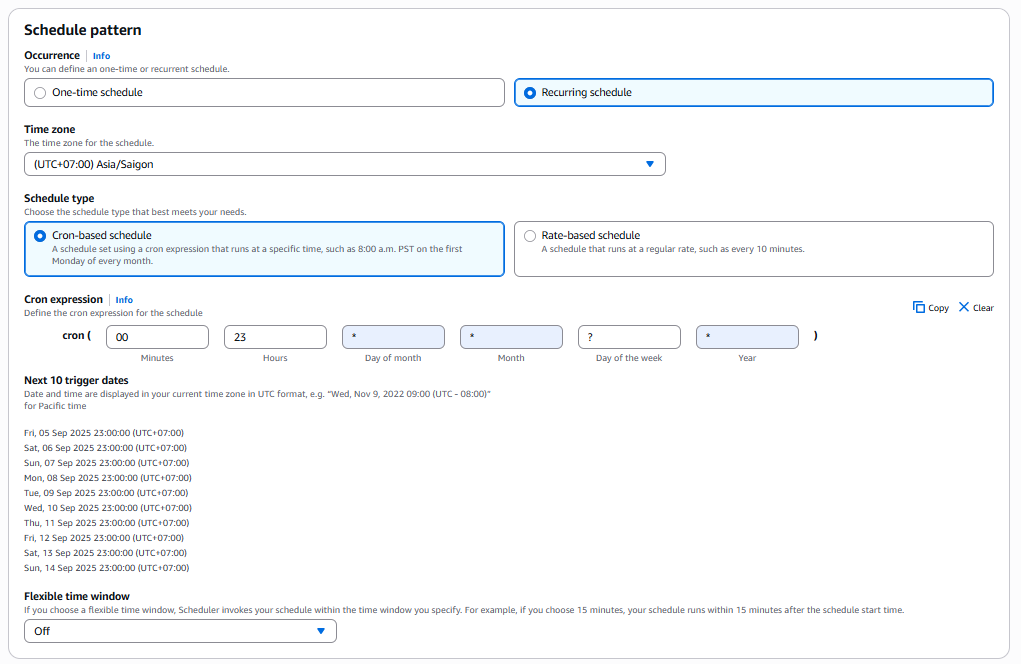 Schedule pattern
Occurrence Info
You can define an one-time or recurrent schedule.
One-time schedule
Recurring schedule
Time zone
The time zone for the schedule.
(UTC+07:00) Asia/Saigon
Schedule type
Choose the schedule type that best meets your needs.
Cron-based schedule
A schedule set using a cron expression that runs at a specific time, such as 8:00 a.m. PST on the first
Monday of every month.
Rate-based schedule
A schedule that runs at a regular rate, such as every 10 minutes.
Cron expression Info
Define the cron expression for the schedule
Copy Clear
cron ( 00 23 * * ? * )
Minutes Hours Day of month Month Day of the week Year
Next 10 trigger dates
Date and time are displayed in your current time zone in UTC format, e.g. “Wed, Nov 9, 2022 09:00 (UTC - 08:00)”
for Pacific time
Fri, 05 Sep 2025 23:00:00 (UTC+07:00)
Sat, 06 Sep 2025 23:00:00 (UTC+07:00)
Sun, 07 Sep 2025 23:00:00 (UTC+07:00)
Mon, 08 Sep 2025 23:00:00 (UTC+07:00)
Tue, 09 Sep 2025 23:00:00 (UTC+07:00)
Wed, 10 Sep 2025 23:00:00 (UTC+07:00)
Thu, 11 Sep 2025 23:00:00 (UTC+07:00)
Fri, 12 Sep 2025 23:00:00 (UTC+07:00)
Sat, 13 Sep 2025 23:00:00 (UTC+07:00)
Sun, 14 Sep 2025 23:00:00 (UTC+07:00)
Flexible time window
If you choose a flexible time window, Scheduler invokes your schedule within the time window you specify. For example, if you choose 15 minutes, your schedule runs within 15 minutes after the schedule start time.
Off